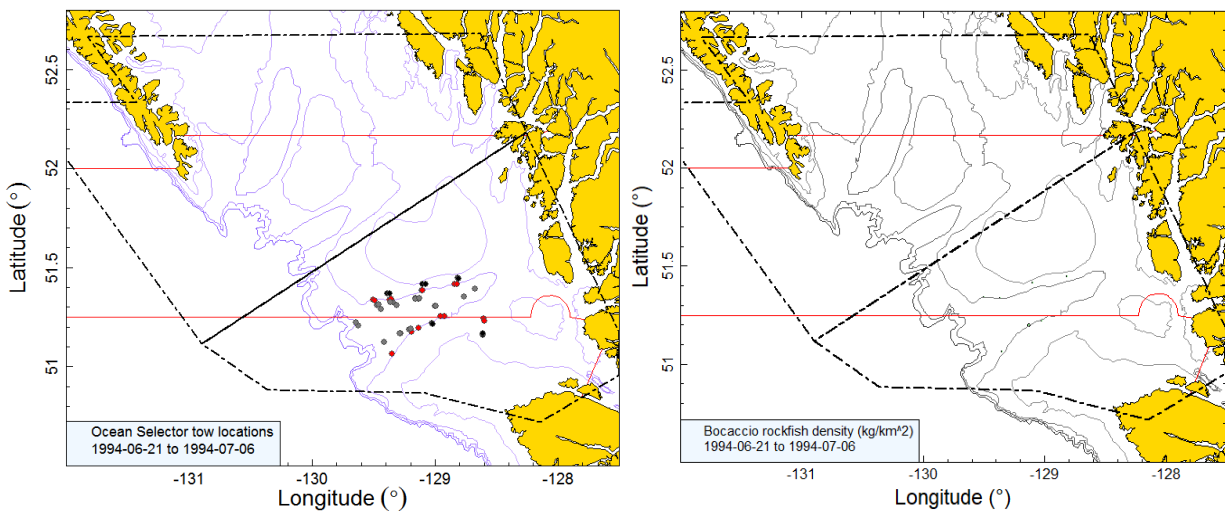 52.5
52
51.5
51
Latitude (°)
Ocean Selector tow locations
1994-06-21 to 1994-07-06
-131
-130
-129
-128
Longitude (°)
52.5
52
51.5
51
Latitude (°)
Bocaccio rockfish density (kg/km^2)
1994-06-21 to 1994-07-06
-131
-130
-129
-128
Longitude (°)